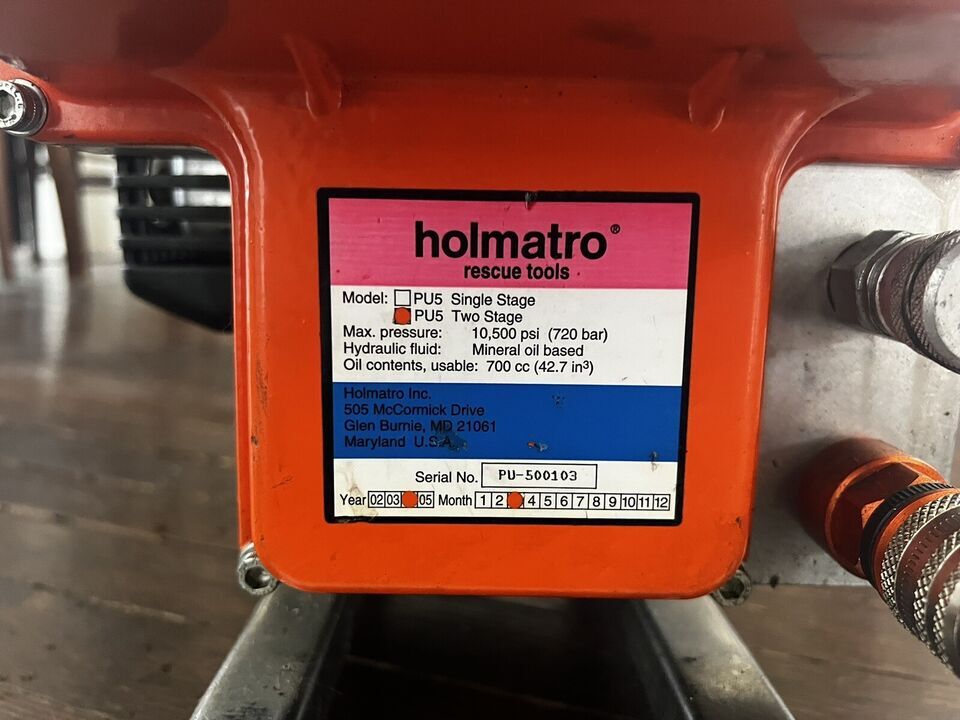 holmatro®
rescue tools
Model: PU5 Single Stage
PU5 Two Stage
Max. pressure: 10,500 psi (720 bar)
Hydraulic fluid: Mineral oil based
Oil contents, usable: 700 cc (42.7 in³)
Holmatro Inc.
505 McCormick Drive
Glen Burnie, MD 21061
Maryland U.S.A.
Serial No. PU-500103
Year 02 03 05 Month 1 2 4 5 6 7 8 9 10 11 12